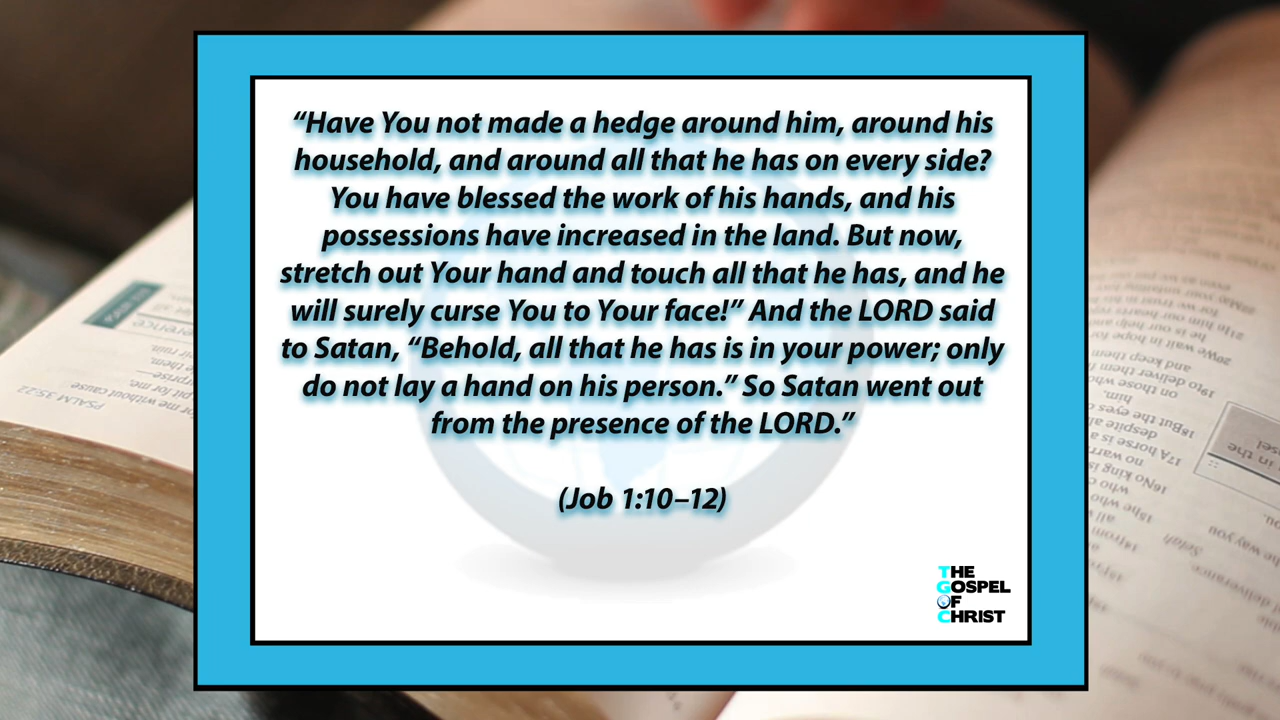 “Have You not made a hedge around him, around his
household, and around all that he has on every side?
You have blessed the work of his hands, and his
possessions have increased in the land. But now,
stretch out Your hand and touch all that he has, and he
will surely curse You to Your face!” And the LORD said
to Satan, “Behold, all that he has is in your power; only
do not lay a hand on his person.” So Satan went out
from the presence of the LORD.”
(Job 1:10–12)
THE
GOSPEL
OF
CHRIST
PSALM 35:22